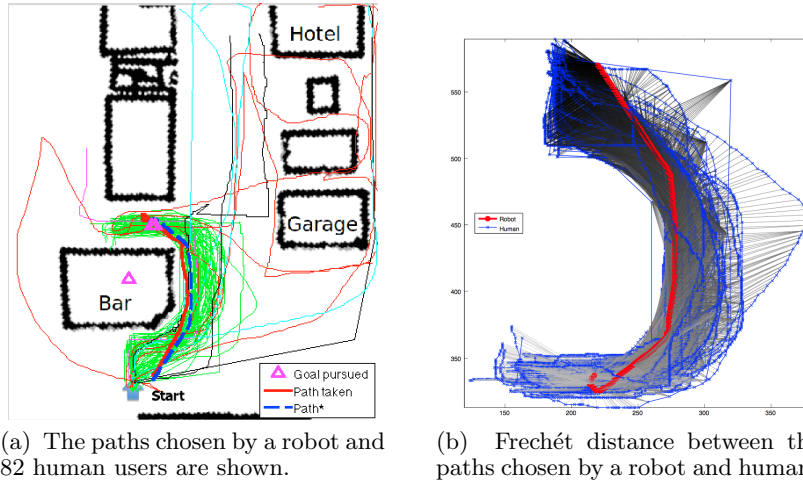 Hotel
Garage
Bar
Start
Goal pursued
Path taken
Path*
(a) The paths chosen by a robot and
82 human users are shown.
550
500
450
400
350
150
200
250
300
350
Robot
Human
(b) Frechét distance between th
paths chosen by a robot and human